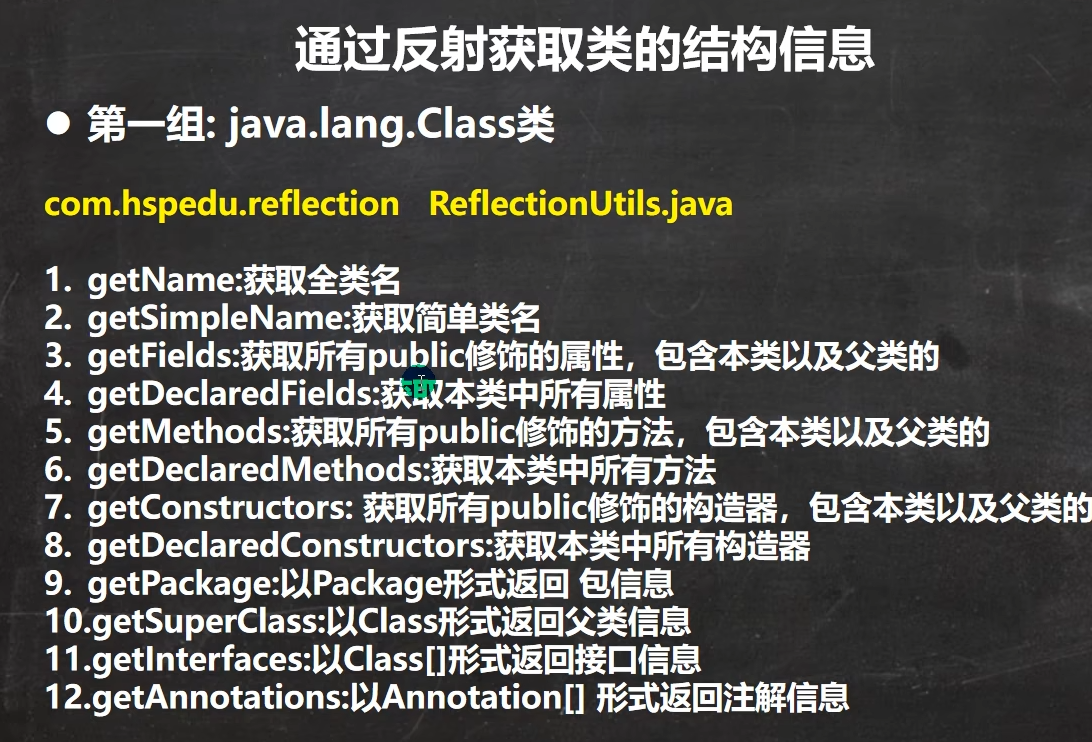 通过反射获取类的结构信息
● 第一组: java.lang.Class类
com.hspedu.reflection ReflectionUtils.java
1. getName:获取全类名
2. getSimpleName:获取简单类名
3. getFields:获取所有public修饰的属性，包含本类以及父类的
4. getDeclaredFields:获取本类中所有属性
5. getMethods:获取所有public修饰的方法，包含本类以及父类的
6. getDeclaredMethods:获取本类中所有方法
7. getConstructors: 获取所有public修饰的构造器，包含本类以及父类的
8. getDeclaredConstructors:获取本类中所有构造器
9. getPackage:以Package形式返回 包信息
10.getSuperClass:以Class形式返回父类信息
11.getInterfaces:以Class[]形式返回接口信息
12.getAnnotations:以Annotation[] 形式返回注解信息